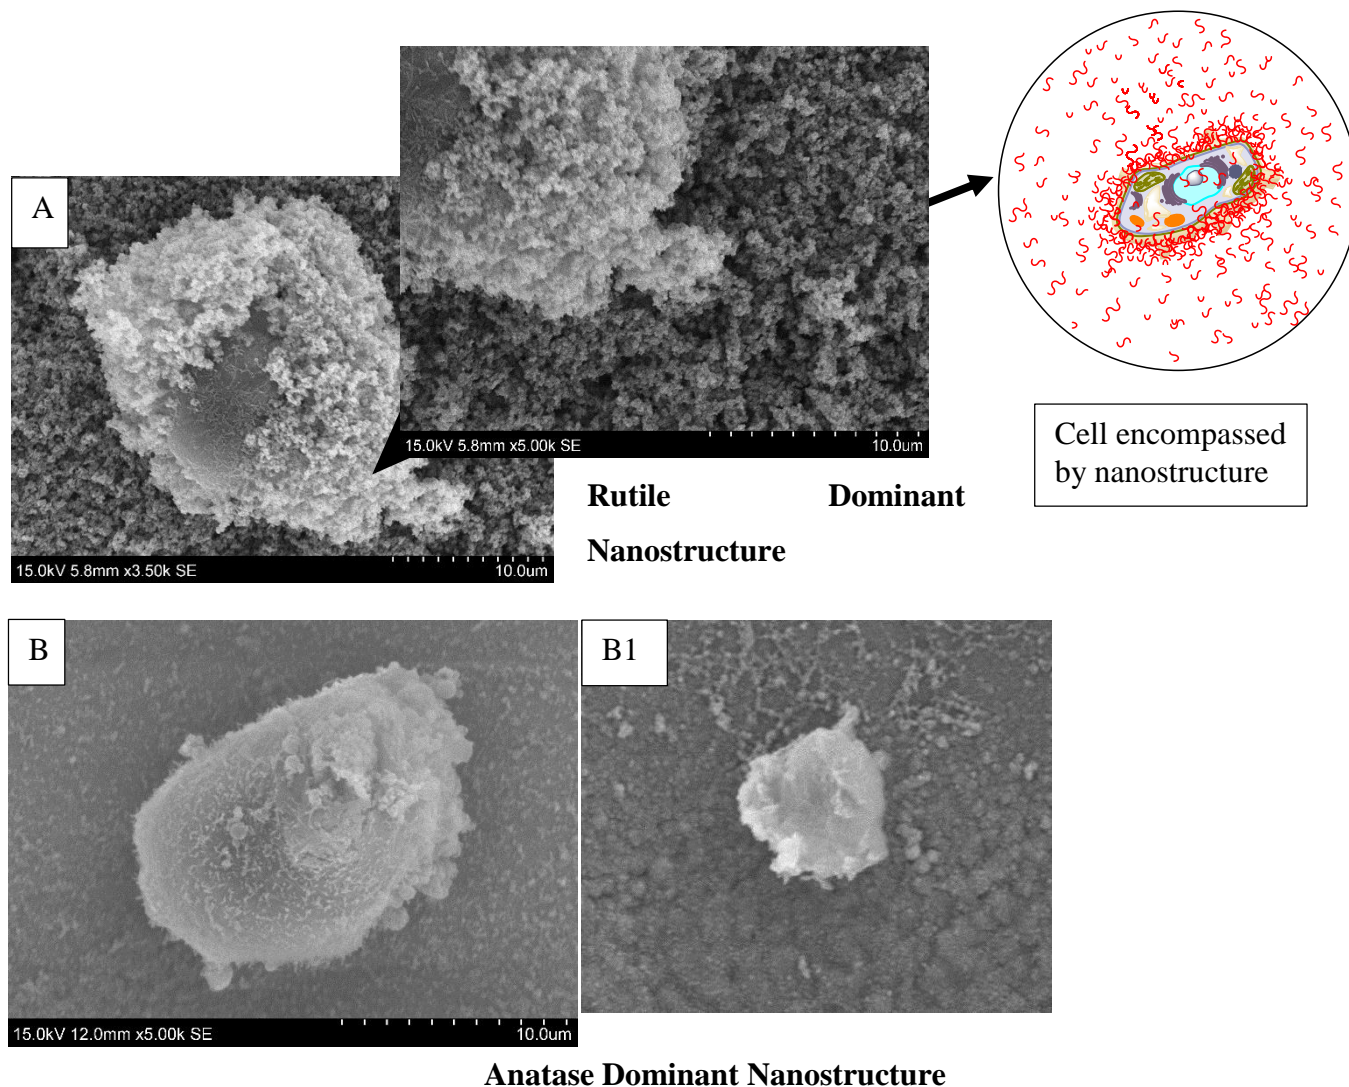 A
15.0kV 5.8mm x5.00k SE 10.0um
Cell encompassed
by nanostructure
Rutile Dominant
Nanostructure
15.0kV 5.8mm x3.50k SE 10.0um
B
B1
15.0kV 12.0mm x5.00k SE 10.0um
Anatase Dominant Nanostructure